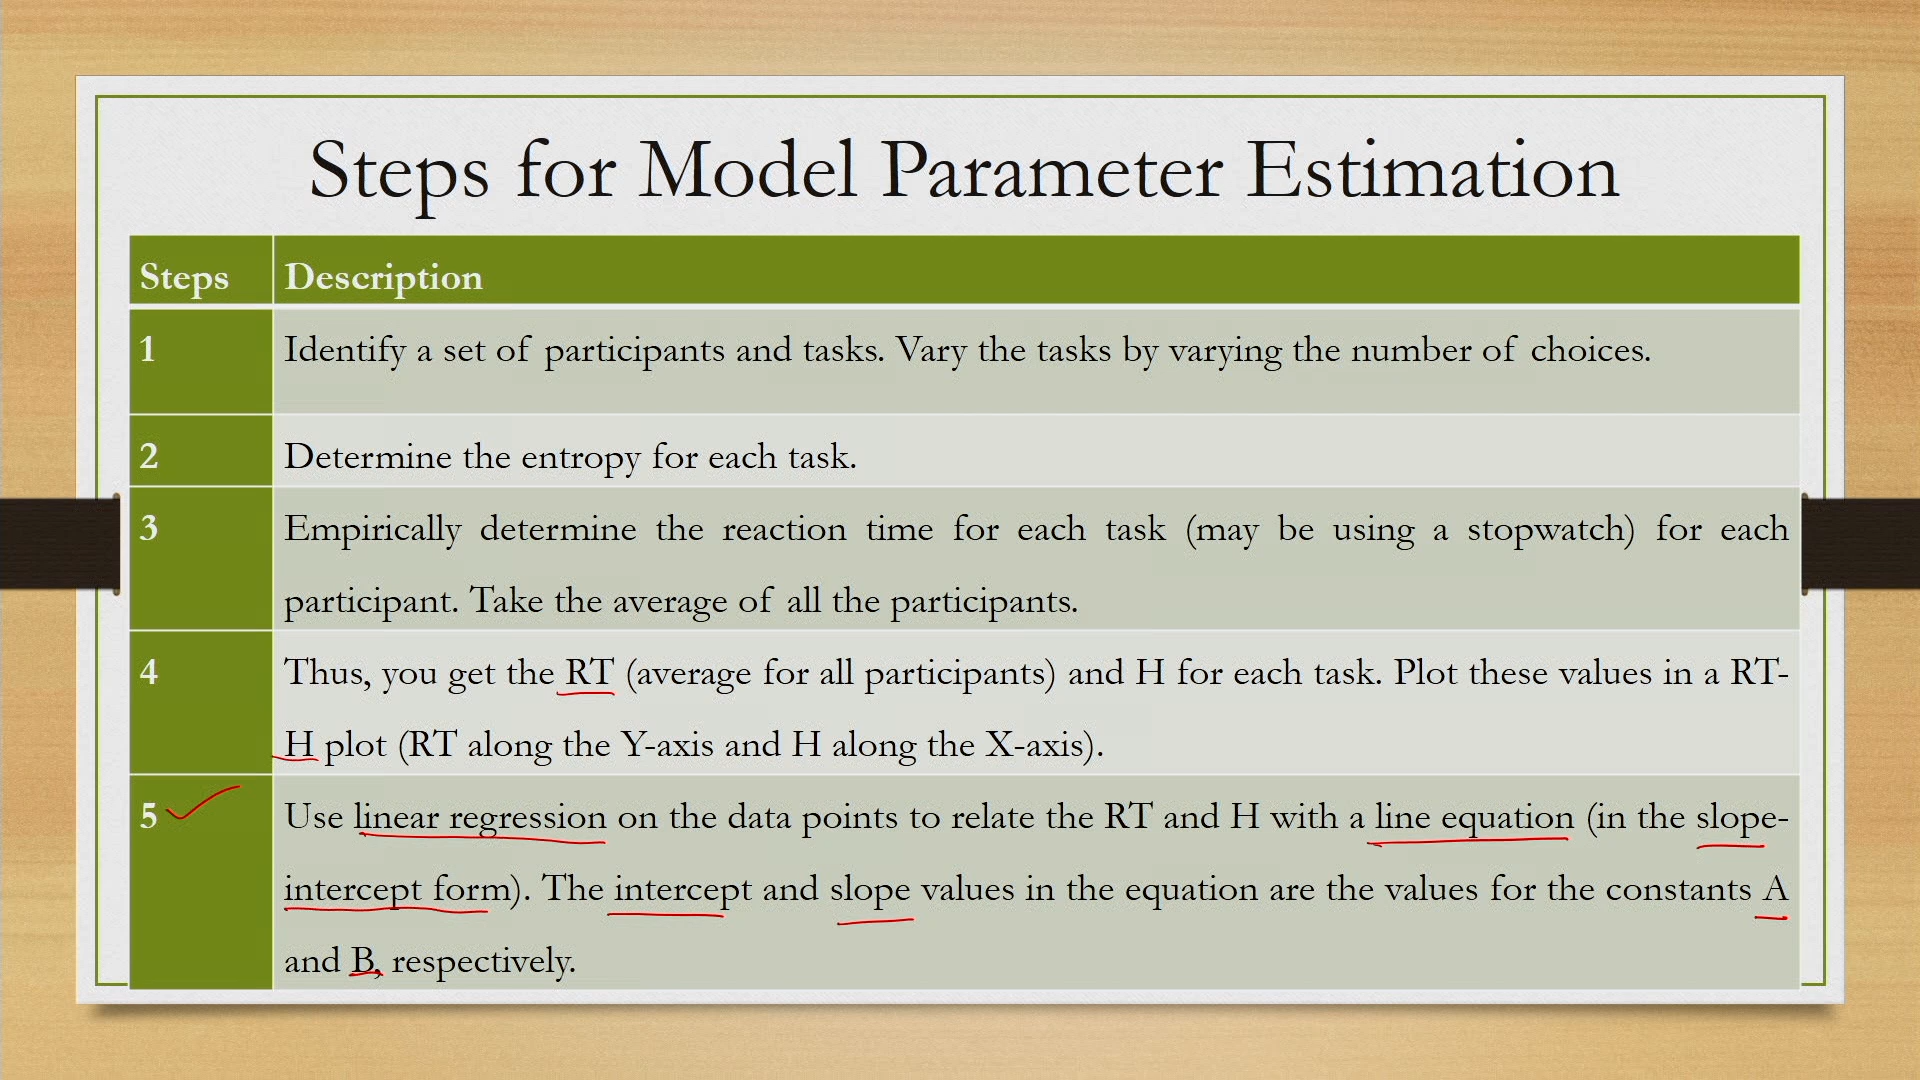 Steps for Model Parameter Estimation
Steps Description
1 Identify a set of participants and tasks. Vary the tasks by varying the number of choices.
2 Determine the entropy for each task.
3 Empirically determine the reaction time for each task (may be using a stopwatch) for each
participant. Take the average of all the participants.
4 Thus, you get the RT (average for all participants) and H for each task. Plot these values in a RT-
H plot (RT along the Y-axis and H along the X-axis).
5 Use linear regression on the data points to relate the RT and H with a line equation (in the slope-
intercept form). The intercept and slope values in the equation are the values for the constants A
and B, respectively.